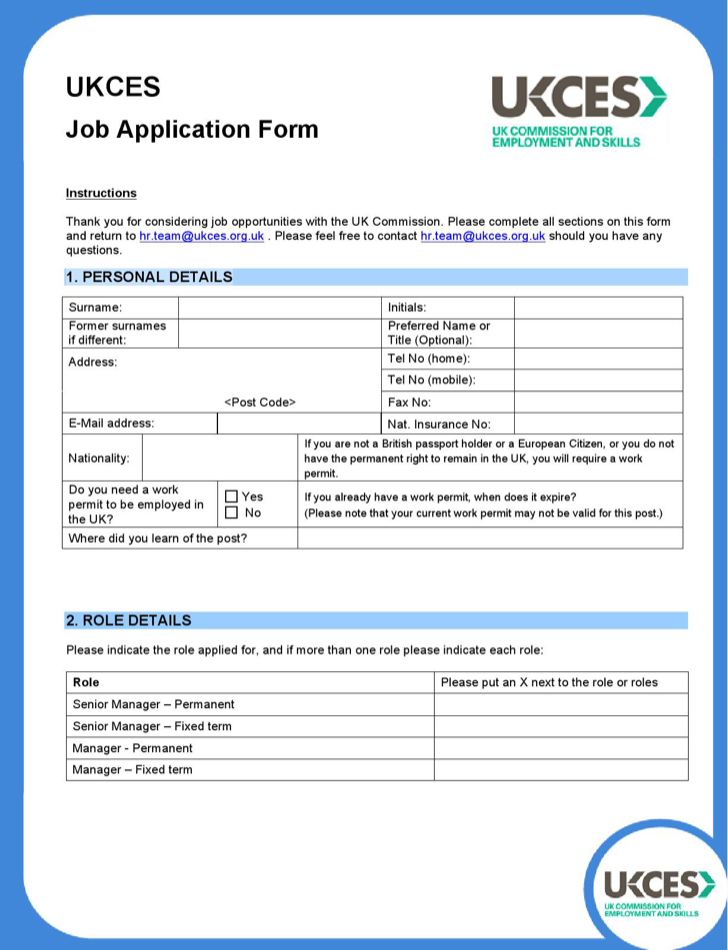 UKCES
Job Application Form
UKCES
UK COMMISSION FOR
EMPLOYMENT AND SKILLS
Instructions
Thank you for considering job opportunities with the UK Commission. Please complete all sections on this form
and return to hr.team@ukces.org.uk . Please feel free to contact hr.team@ukces.org.uk should you have any
questions.
1. PERSONAL DETAILS
Surname:
Initials:
Former surnames
if different:
Preferred Name or
Title (Optional):
Address:
<Post Code>
Tel No (home):
Tel No (mobile):
Fax No:
E-Mail address:
Nat. Insurance No:
Nationality:
If you are not a British passport holder or a European Citizen, or you do not
have the permanent right to remain in the UK, you will require a work
permit.
Do you need a work
permit to be employed in
the UK?
Yes
No
If you already have a work permit, when does it expire?
(Please note that your current work permit may not be valid for this post.)
Where did you learn of the post?
2. ROLE DETAILS
Please indicate the role applied for, and if more than one role please indicate each role:
Role
Please put an X next to the role or roles
Senior Manager – Permanent
Senior Manager – Fixed term
Manager - Permanent
Manager – Fixed term
UKCES
UK COMMISSION FOR
EMPLOYMENT AND SKILLS